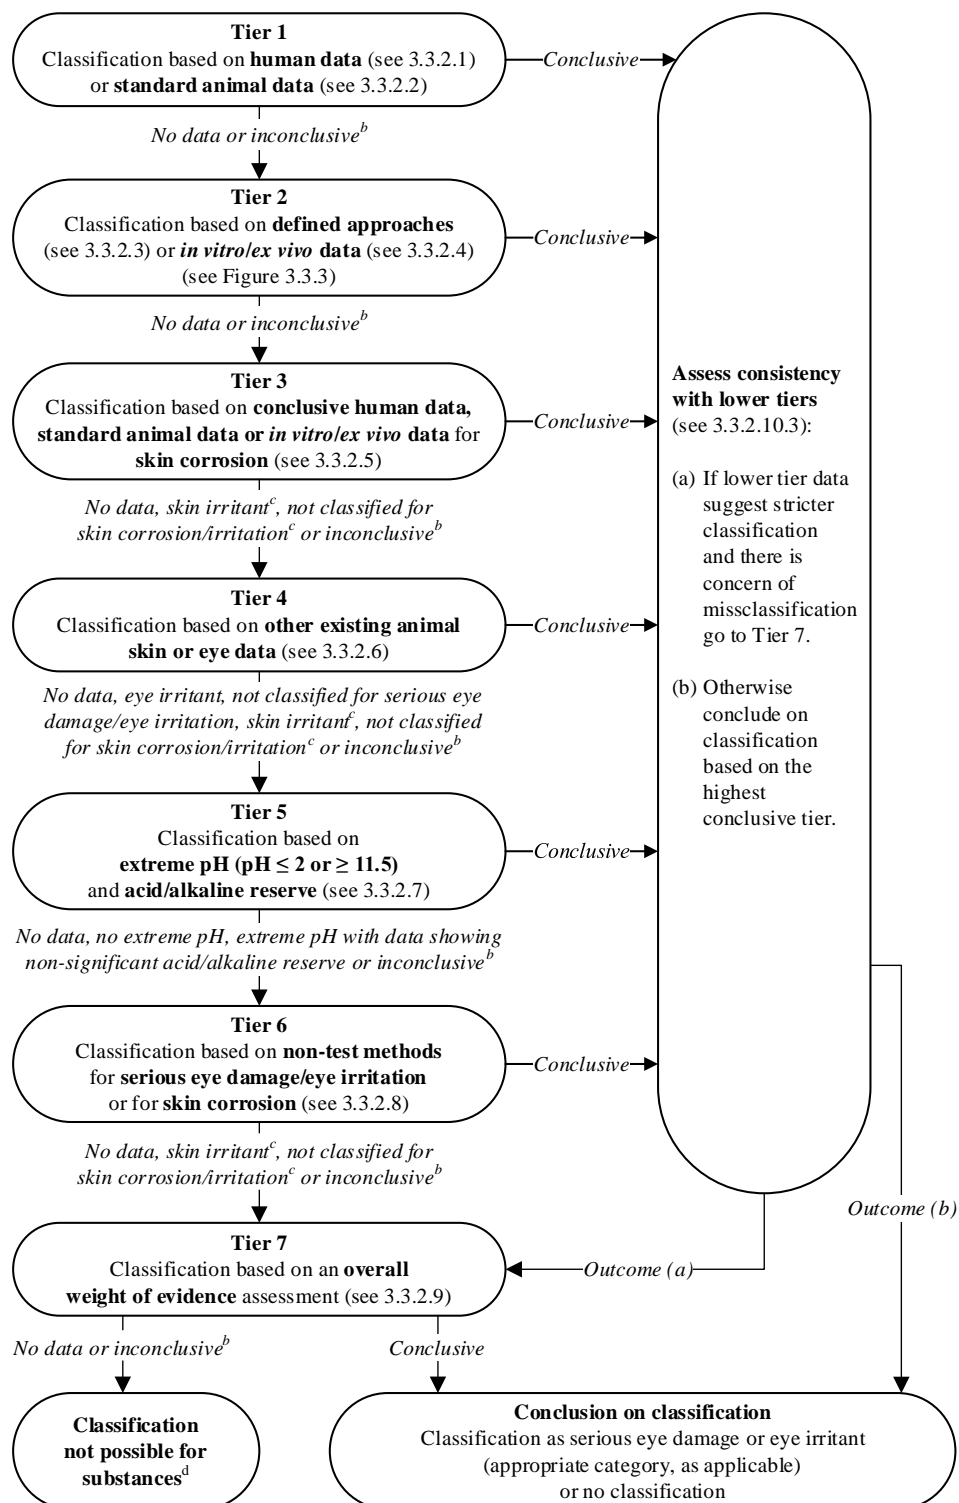 Tier 1
Classification based on human data (see 3.3.2.1)
or standard animal data (see 3.3.2.2)
Conclusive
No data or inconclusive^b
Tier 2
Classification based on defined approaches
(see 3.3.2.3) or in vitro/ex vivo data (see 3.3.2.4)
(see Figure 3.3.3)
Conclusive
No data or inconclusive^b
Tier 3
Classification based on conclusive human data,
standard animal data or in vitro/ex vivo data for
skin corrosion (see 3.3.2.5)
Conclusive
No data, skin irritant^c, not classified for
skin corrosion/irritation^c or inconclusive^b
Tier 4
Classification based on other existing animal
skin or eye data (see 3.3.2.6)
Conclusive
No data, eye irritant, not classified for serious eye
damage/eye irritation, skin irritant^c, not classified
for skin corrosion/irritation^c or inconclusive^b
Tier 5
Classification based on
extreme pH (pH ≤ 2 or ≥ 11.5)
and acid/alkaline reserve (see 3.3.2.7)
Conclusive
No data, no extreme pH, extreme pH with data showing
non-significant acid/alkaline reserve or inconclusive^b
Tier 6
Classification based on non-test methods
for serious eye damage/eye irritation
or for skin corrosion (see 3.3.2.8)
Conclusive
No data, skin irritant^c, not classified for
skin corrosion/irritation^c or inconclusive^b
Tier 7
Classification based on an overall
weight of evidence assessment (see 3.3.2.9)
No data or inconclusive^b
Conclusive
Classification
not possible for
substances^d
Assess consistency
with lower tiers
(see 3.3.2.10.3):
(a) If lower tier data
suggest stricter
classification
and there is
concern of
missclassification
go to Tier 7.
(b) Otherwise
conclude on
classification
based on the
highest
conclusive tier.
Outcome (a)
Outcome (b)
Conclusion on classification
Classification as serious eye damage or eye irritant
(appropriate category, as applicable)
or no classification